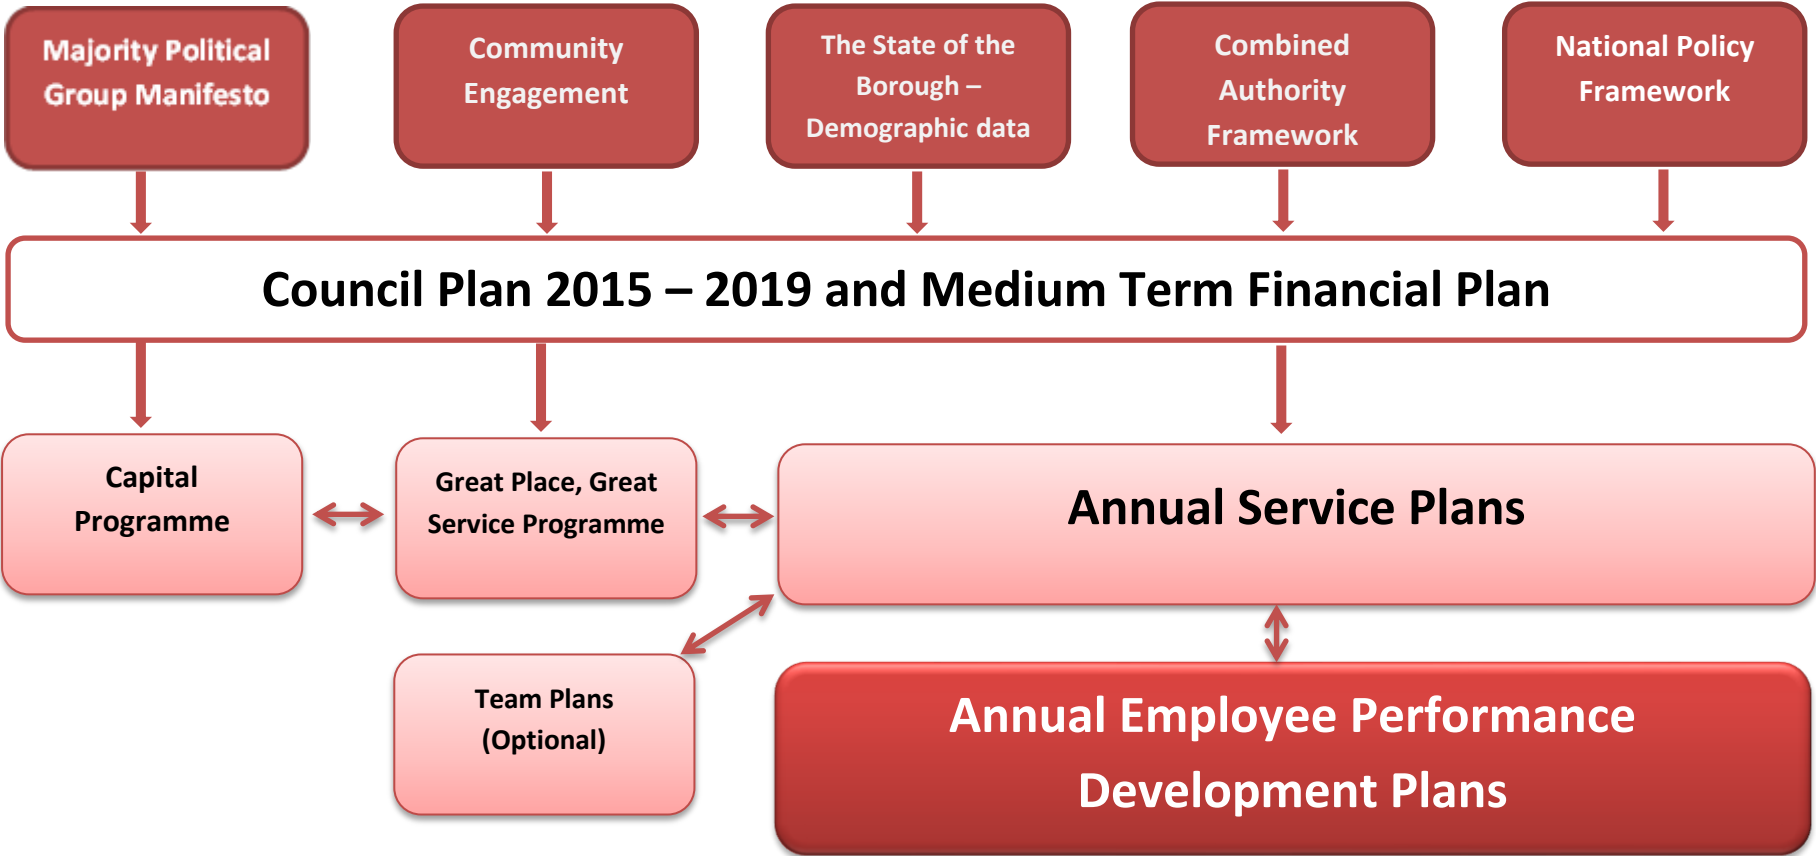 Majority Political
Group Manifesto
Community
Engagement
The State of the
Borough –
Demographic data
Combined
Authority
Framework
National Policy
Framework
Council Plan 2015 – 2019 and Medium Term Financial Plan
Capital
Programme
Great Place, Great
Service Programme
Annual Service Plans
Team Plans
(Optional)
Annual Employee Performance
Development Plans